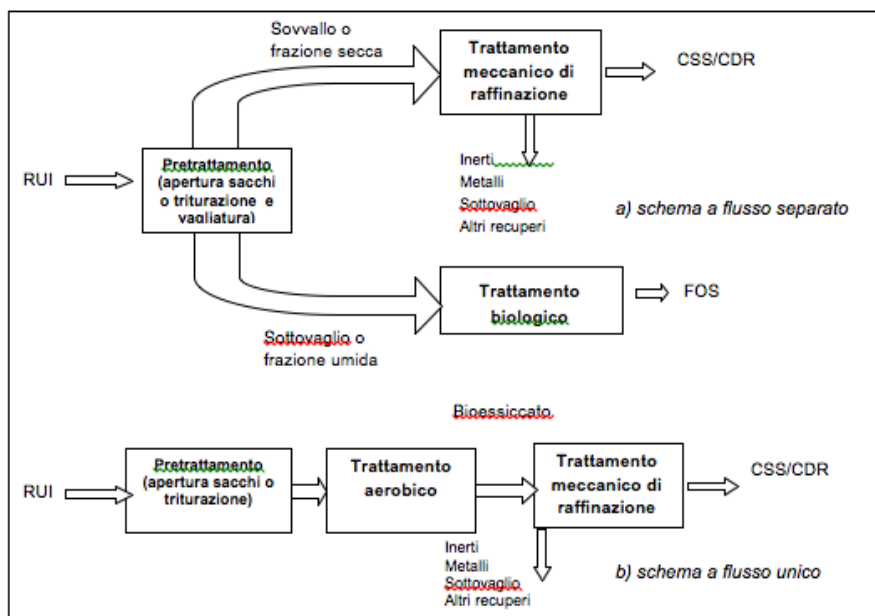 Sovvallo o
frazione secca
Trattamento
meccanico di
raffinazione
CSS/CDR
RUI
Pretrattamento
(apertura sacchi
o triturazione e
vagliatura)
Inerti
Metalli
Sottovaglio
Altri recuperi
a) schema a flusso separato
Trattamento
biologico
FOS
Sottovaglio o
frazione umida
Bioessiccato
RUI
Pretrattamento
(apertura sacchi o
triturazione)
Trattamento
aerobico
Trattamento
meccanico di
raffinazione
CSS/CDR
Inerti
Metalli
Sottovaglio
Altri recuperi
b) schema a flusso unico